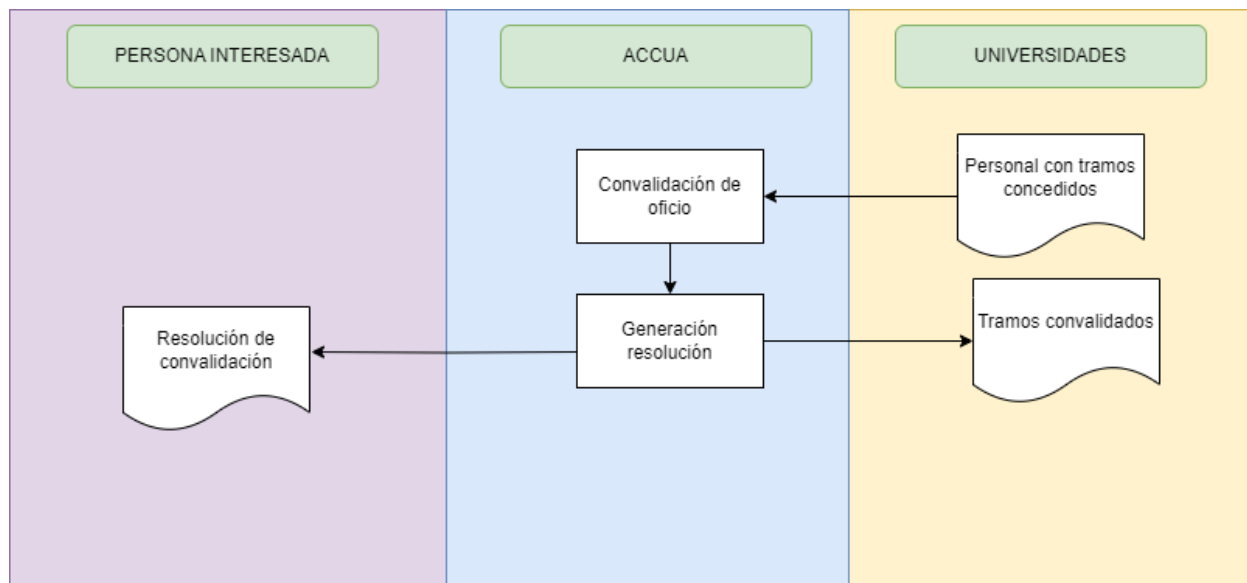 PERSONA INTERESADA
ACCUA
UNIVERSIDADES
Personal con tramos
concedidos
Convalidación de
oficio
Generación
resolución
Tramos convalidados
Resolución de
convalidación